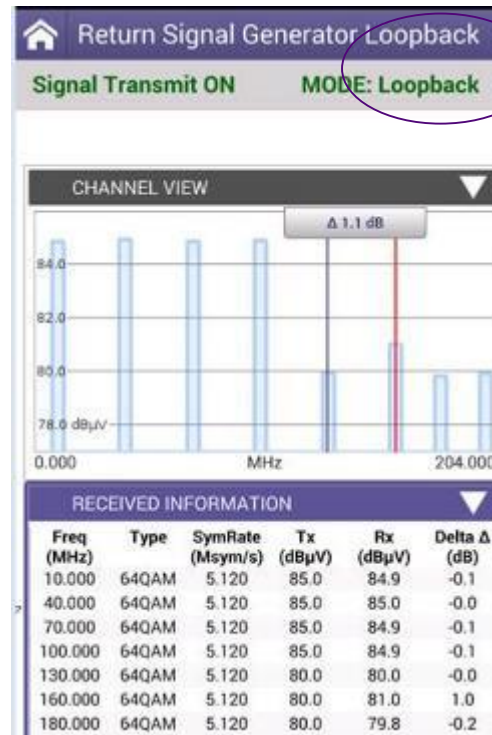 Return Signal Generator Loopback
Signal Transmit ON MODE: Loopback
CHANNEL VIEW
Δ 1.1 dB
84.0
82.0
80.0
78.0 dBµV
0.000 MHz 204.000
RECEIVED INFORMATION
Freq (MHz) Type SymRate (Msym/s) Tx (dBµV) Rx (dBµV) Delta Δ (dB)
10.000 64QAM 5.120 85.0 84.9 -0.1
40.000 64QAM 5.120 85.0 85.0 -0.0
70.000 64QAM 5.120 85.0 84.9 -0.1
100.000 64QAM 5.120 85.0 84.9 -0.1
130.000 64QAM 5.120 80.0 80.0 -0.0
160.000 64QAM 5.120 80.0 81.0 1.0
180.000 64QAM 5.120 80.0 79.8 -0.2